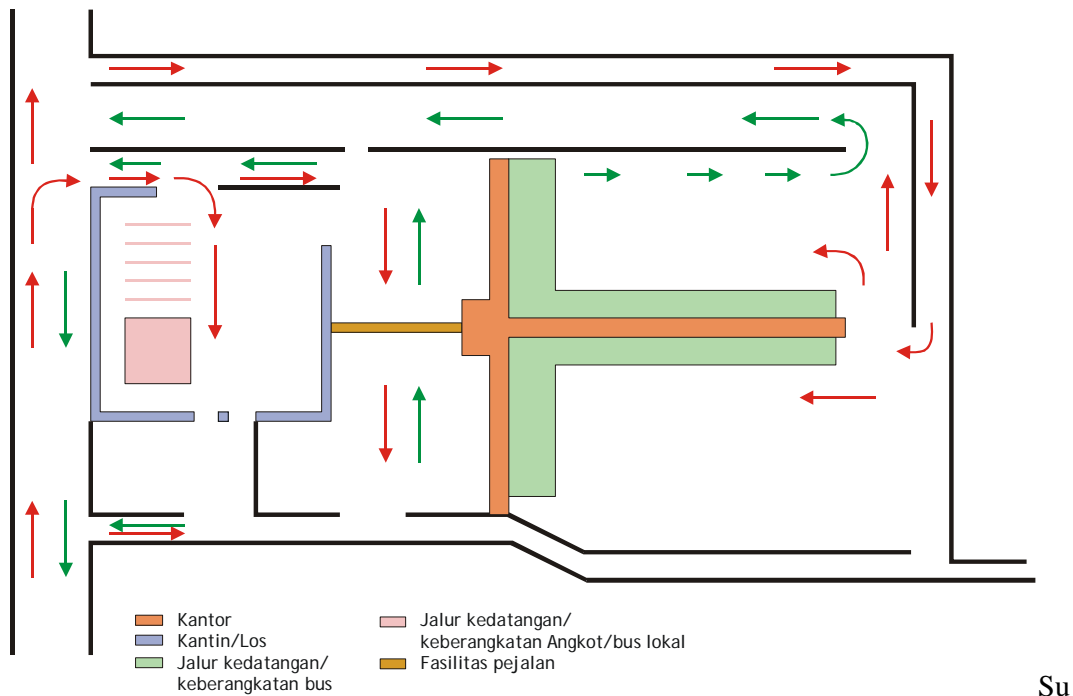 Kantor
Kantin/Los
Jalur kedatangan/
keberangkatan bus
Jalur kedatangan/
keberangkatan Angkot/bus lokal
Fasilitas pejalan
Su